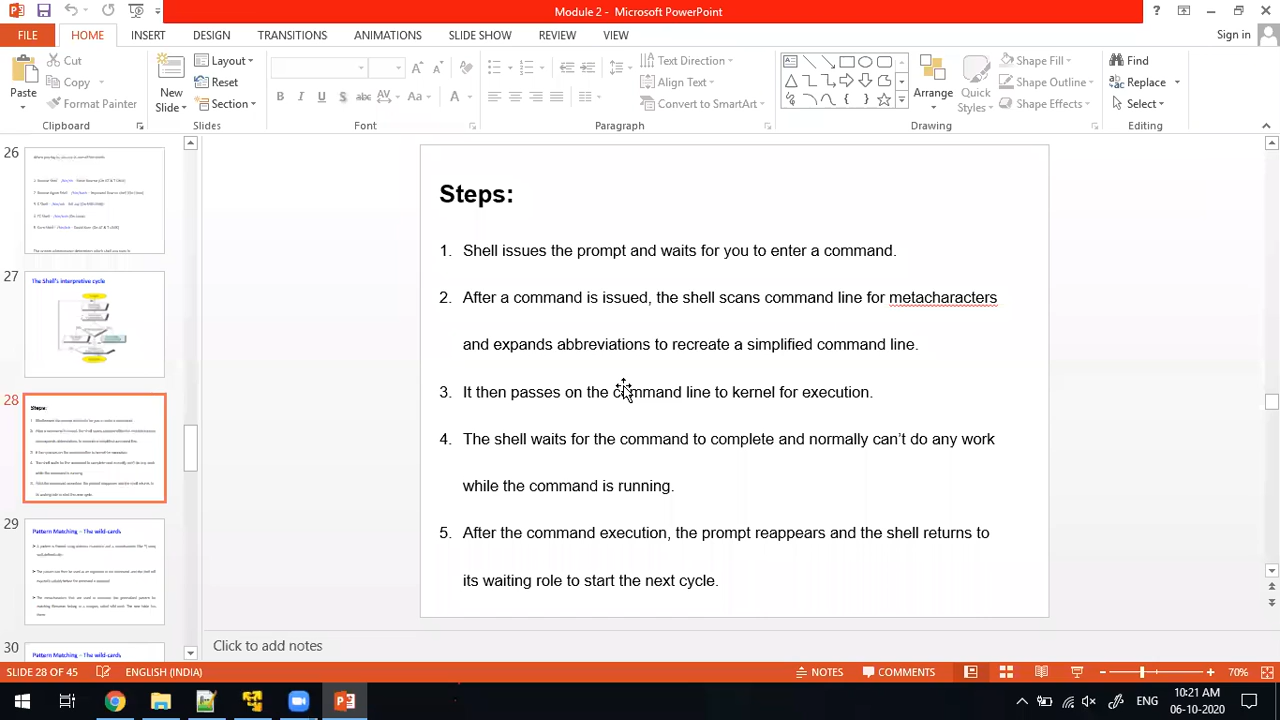 Module 2 - Microsoft PowerPoint
FILE HOME INSERT DESIGN TRANSITIONS ANIMATIONS SLIDE SHOW REVIEW VIEW Sign in
Paste Cut Copy Format Painter Clipboard
New Slide Layout Reset Section Slides
B I U S abc AV Aa A Font
Text Direction Align Text Convert to SmartArt Paragraph
Arrange Quick Styles Shape Fill Shape Outline Shape Effects Drawing
Find Replace Select Editing
26
27
The Shell's interpretive cycle
28
Steps:
29
Pattern Matching – The wild-cards
30
Pattern Matching – The wild-cards
Steps:
1. Shell issues the prompt and waits for you to enter a command.
2. After a command is issued, the shell scans command line for metacharacters
and expands abbreviations to recreate a simplified command line.
3. It then passes on the command line to kernel for execution.
4. The shell waits for the command to complete and normally can't do any work
while the command is running.
5. After the command execution, the prompt reappears and the shell returns to
its waiting role to start the next cycle.
Click to add notes
SLIDE 28 OF 45 ENGLISH (INDIA) NOTES COMMENTS 70%
ENG 10:21 AM
06-10-2020